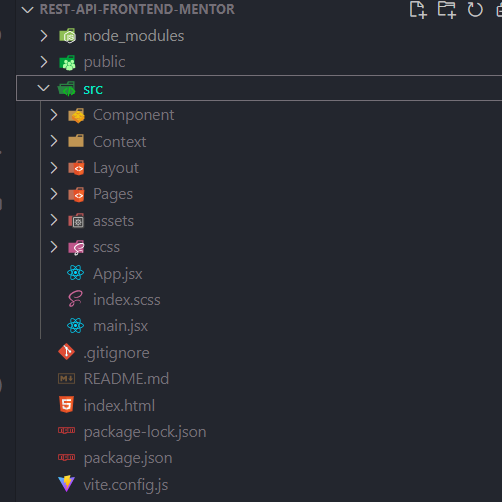 REST-API-FRONTEND-MENTOR
node_modules
public
src
Component
Context
Layout
Pages
assets
scss
App.jsx
index.scss
main.jsx
.gitignore
README.md
index.html
package-lock.json
package.json
vite.config.js